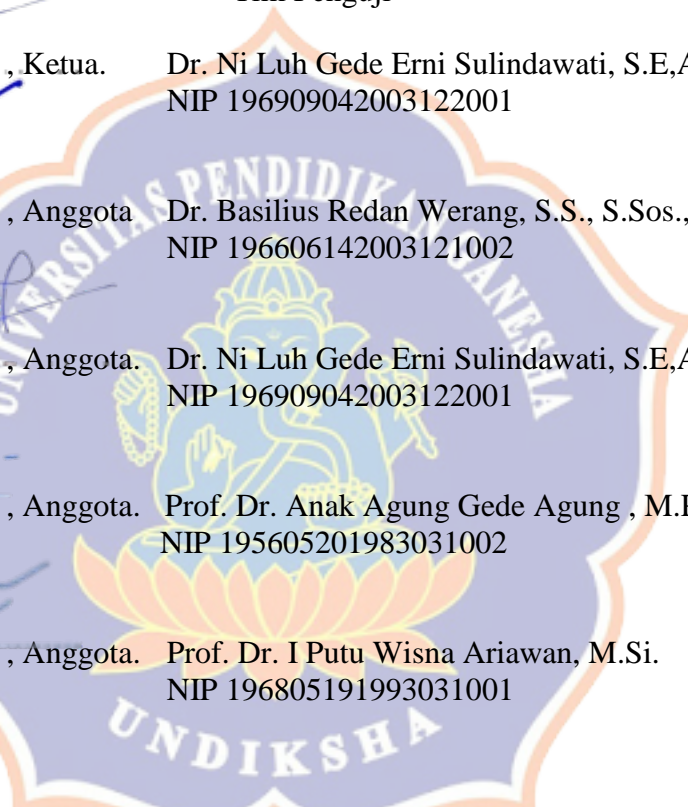 Tim Penguji
, Ketua. Dr. Ni Luh Gede Erni Sulindawati, S.E,A
NIP 196909042003122001
, Anggota Dr. Basilius Redan Werang, S.S., S.Sos.,
NIP 196606142003121002
, Anggota. Dr. Ni Luh Gede Erni Sulindawati, S.E,A
NIP 196909042003122001
, Anggota. Prof. Dr. Anak Agung Gede Agung , M.P
NIP 195605201983031002
, Anggota. Prof. Dr. I Putu Wisna Ariawan, M.Si.
NIP 196805191993031001
UNIVERSITAS PENDIDIKAN GANESHA
UNDIKSHA